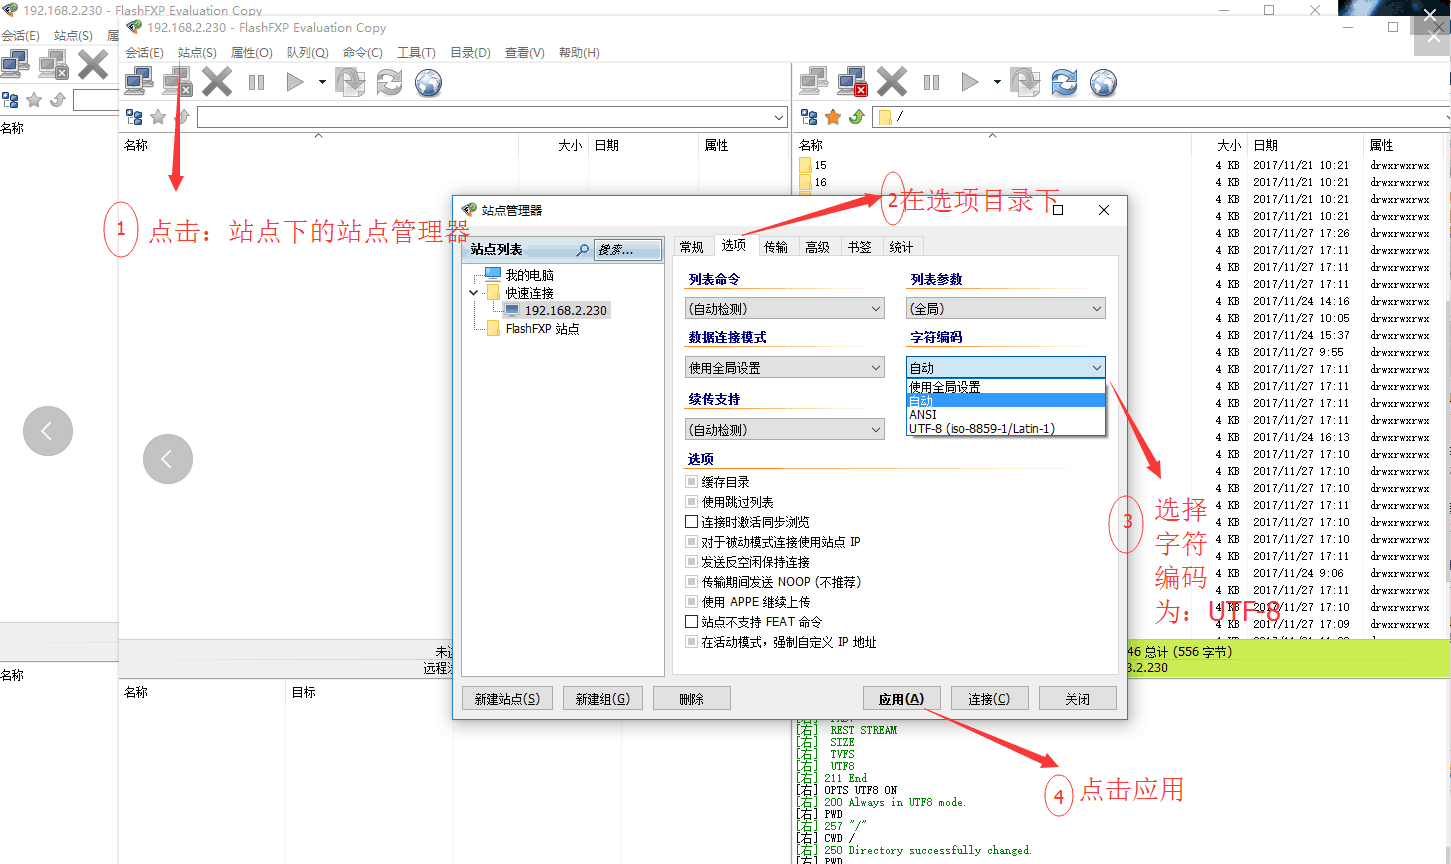 192.168.2.230 - FlashFXP Evaluation Copy
会话(E) 站点(S) 属
名称
名称
192.168.2.230 - FlashFXP Evaluation Copy
会话(E) 站点(S) 属性(O) 队列(Q) 命令(C) 工具(T) 目录(D) 查看(V) 帮助(H)
/
名称 大小 日期 属性
名称 大小 日期 属性
15 4 KB 2017/11/21 10:21 drwxrwxrwx
16 4 KB 2017/11/21 10:21 drwxrwxrwx
4 KB 2017/11/21 10:21 drwxrwxrwx
4 KB 2017/11/21 10:21 drwxrwxrwx
4 KB 2017/11/27 17:26 drwxrwxrwx
4 KB 2017/11/27 17:11 drwxrwxrwx
4 KB 2017/11/27 17:11 drwxrwxrwx
4 KB 2017/11/27 17:11 drwxrwxrwx
4 KB 2017/11/24 14:16 drwxrwxrwx
4 KB 2017/11/27 10:05 drwxrwxrwx
4 KB 2017/11/24 15:37 drwxrwxrwx
4 KB 2017/11/27 9:55 drwxrwxrwx
4 KB 2017/11/27 17:11 drwxrwxrwx
4 KB 2017/11/27 17:11 drwxrwxrwx
4 KB 2017/11/27 17:11 drwxrwxrwx
4 KB 2017/11/27 17:11 drwxrwxrwx
4 KB 2017/11/24 16:13 drwxrwxrwx
4 KB 2017/11/27 17:10 drwxrwxrwx
4 KB 2017/11/27 17:10 drwxrwxrwx
4 KB 2017/11/27 17:10 drwxrwxrwx
4 KB 2017/11/27 17:11 drwxrwxrwx
4 KB 2017/11/27 17:10 drwxrwxrwx
4 KB 2017/11/27 17:10 drwxrwxrwx
4 KB 2017/11/27 17:11 drwxrwxrwx
4 KB 2017/11/24 9:06 drwxrwxrwx
4 KB 2017/11/27 17:11 drwxrwxrwx
4 KB 2017/11/27 17:10 drwxrwxrwx
4 KB 2017/11/27 17:09 drwxrwxrwx
1 点击：站点下的站点管理器
2 在选项目录下
站点管理器
站点列表 搜索...
我的电脑
快速连接
192.168.2.230
FlashFXP 站点
常规 选项 传输 高级 书签 统计
列表命令 列表参数
(自动检测) (全局)
数据连接模式 字符编码
使用全局设置 自动
使用全局设置
自动
ANSI
UTF-8 (iso-8859-1/Latin-1)
续传支持
(自动检测)
选项
缓存目录
使用跳过列表
连接时激活同步浏览
对于被动模式连接使用站点 IP
发送反空闲保持连接
传输期间发送 NOOP (不推荐)
使用 APPE 继续上传
站点不支持 FEAT 命令
在活动模式，强制自定义 IP 地址
新建站点(S) 新建组(G) 删除 应用(A) 连接(C) 关闭
3 选择
字符
编码
为：UTF-8
46 总计 (556 字节)
3.2.230
名称 目标
[右] REST STREAM
[右] SIZE
[右] TVFS
[右] UTF8
[右] 211 End
[右] OPTS UTF8 ON
[右] 200 Always in UTF8 mode.
[右] PWD
[右] 257 "/"
[右] CWD /
[右] 250 Directory successfully changed.
[右] PWD
4 点击应用